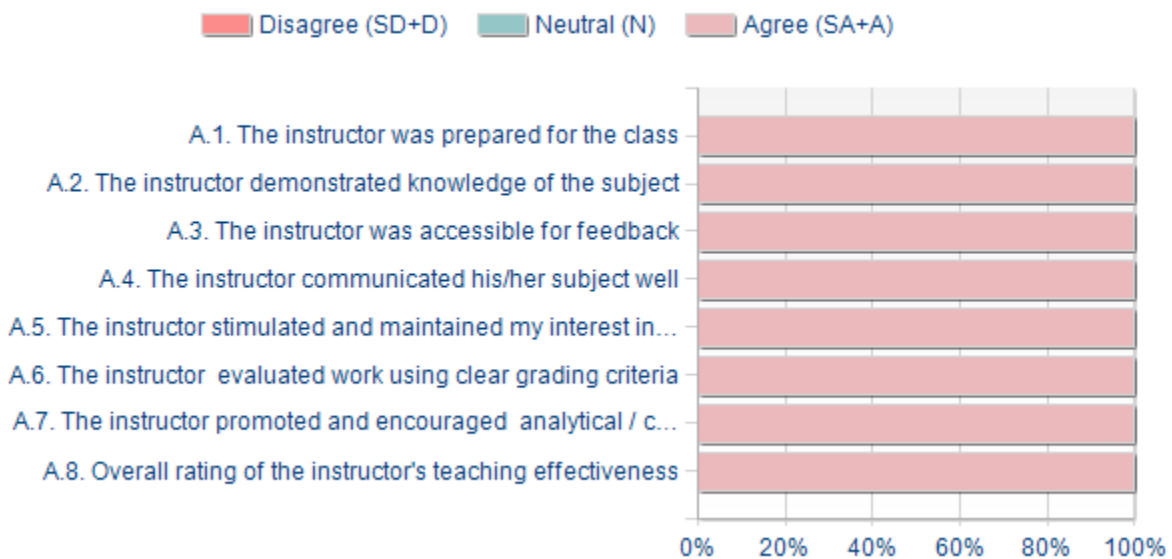 Disagree (SD+D) Neutral (N) Agree (SA+A)
A.1. The instructor was prepared for the class
A.2. The instructor demonstrated knowledge of the subject
A.3. The instructor was accessible for feedback
A.4. The instructor communicated his/her subject well
A.5. The instructor stimulated and maintained my interest in...
A.6. The instructor  evaluated work using clear grading criteria
A.7. The instructor promoted and encouraged  analytical / c...
A.8. Overall rating of the instructor's teaching effectiveness
0% 20% 40% 60% 80% 100%